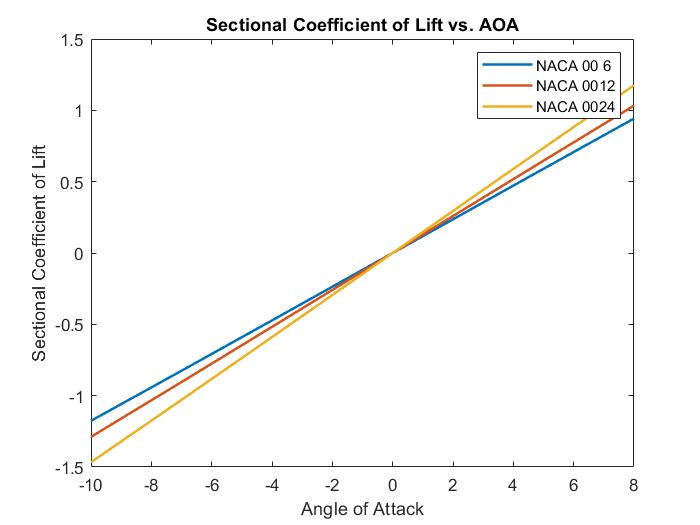 Sectional Coefficient of Lift vs. AOA
1.5
NACA 00 6
NACA 0012
NACA 0024
1
0.5
0
-0.5
-1
-1.5
Sectional Coefficient of Lift
-10 -8 -6 -4 -2 0 2 4 6 8
Angle of Attack